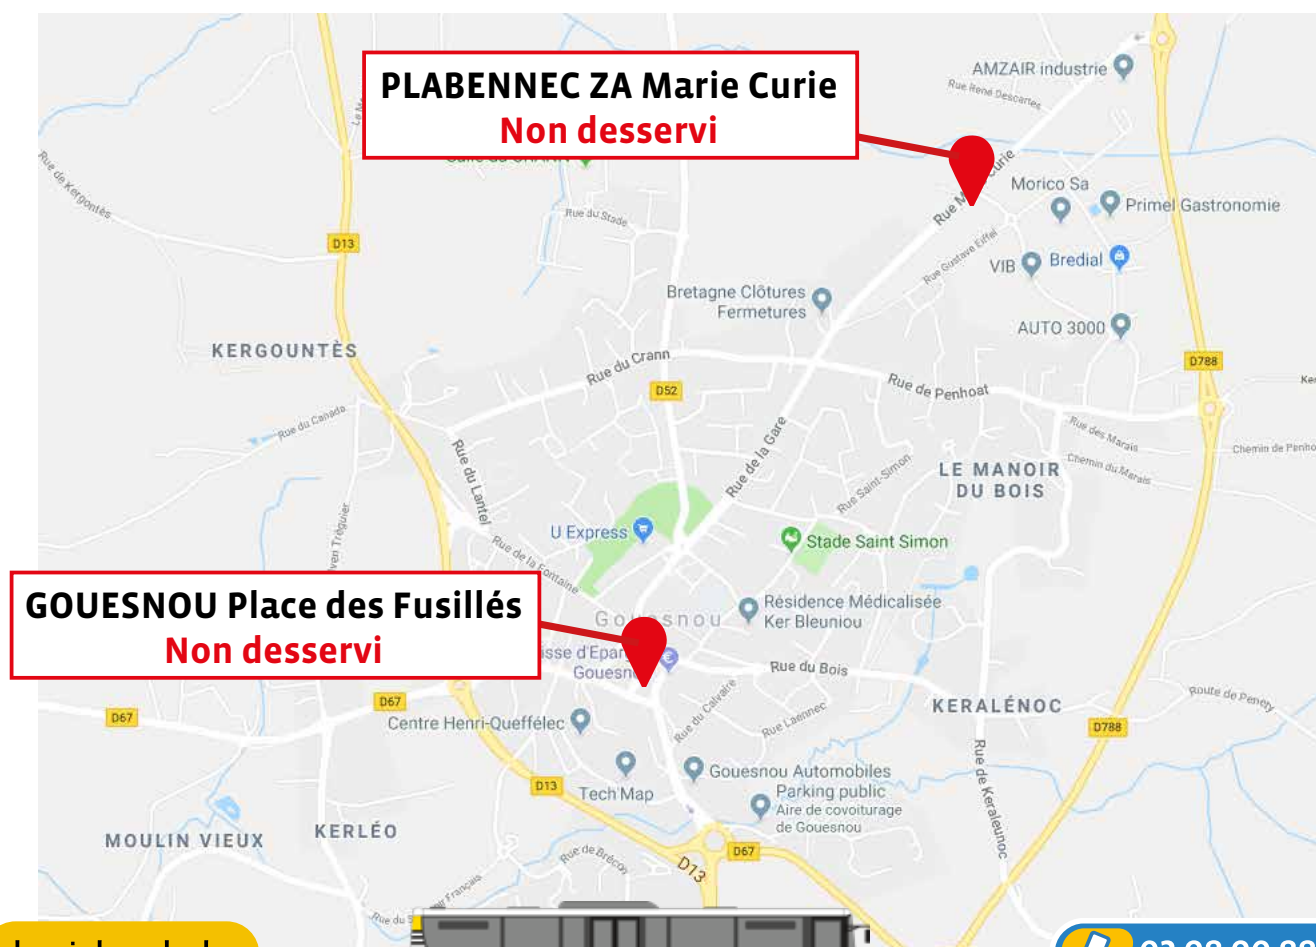 AMZAIR industrie
Rue René Descartes
PLABENNEC ZA Marie Curie
Non desservi
Rue de Kergontès
Rue du Stade
Morico Sa
Primel Gastronomie
D13
Rue Gustave Eiffel
VIB
Bredial
Bretagne Clôtures
Fermetures
AUTO 3000
KERGOUNTÈS
Rue du Crann
D788
D52
Rue de Penhoat
Rue du Canada
Rue des Marais
Chemin du Marais
Rue de la Gare
Rue du Lantel
LE MANOIR
DU BOIS
Rue Saint-Simon
U Express
Stade Saint Simon
Rue de la Fontaine
GOUESNOU Place des Fusillés
Non desservi
Résidence Médicalisée
Ker Bleuniou
Rue du Bois
D67
D67
Centre Henri-Queffélec
Rue du Calvaire
Rue Laennec
KERALÉNOC
Route de Penety
D788
Rue de Keraleunoc
D13
Tech Map
Gouesnou Automobiles
Parking public
Aire de covoiturage
de Gouesnou
MOULIN VIEUX
KERLÉO
D67
Rue de Brécon
D13